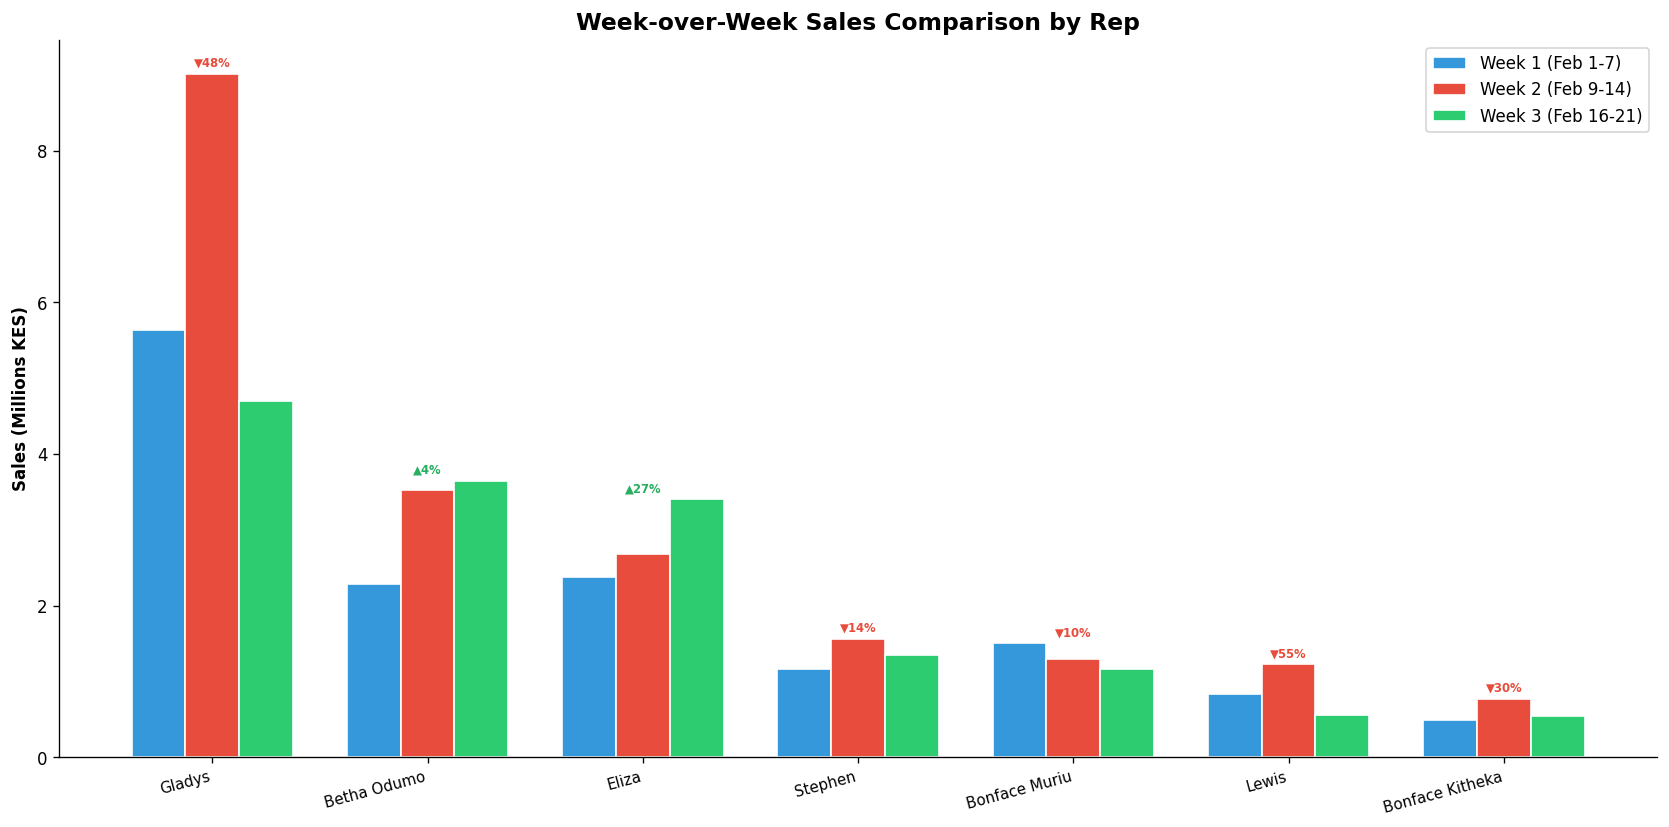 Week-over-Week Sales Comparison by Rep
Week 1 (Feb 1-7)
Week 2 (Feb 9-14)
Week 3 (Feb 16-21)
Sales (Millions KES)
8
6
4
2
0
▼48%
▲4%
▲27%
▼14%
▼10%
▼55%
▼30%
Gladys
Betha Odumo
Eliza
Stephen
Bonface Muriu
Lewis
Bonface Kitheka